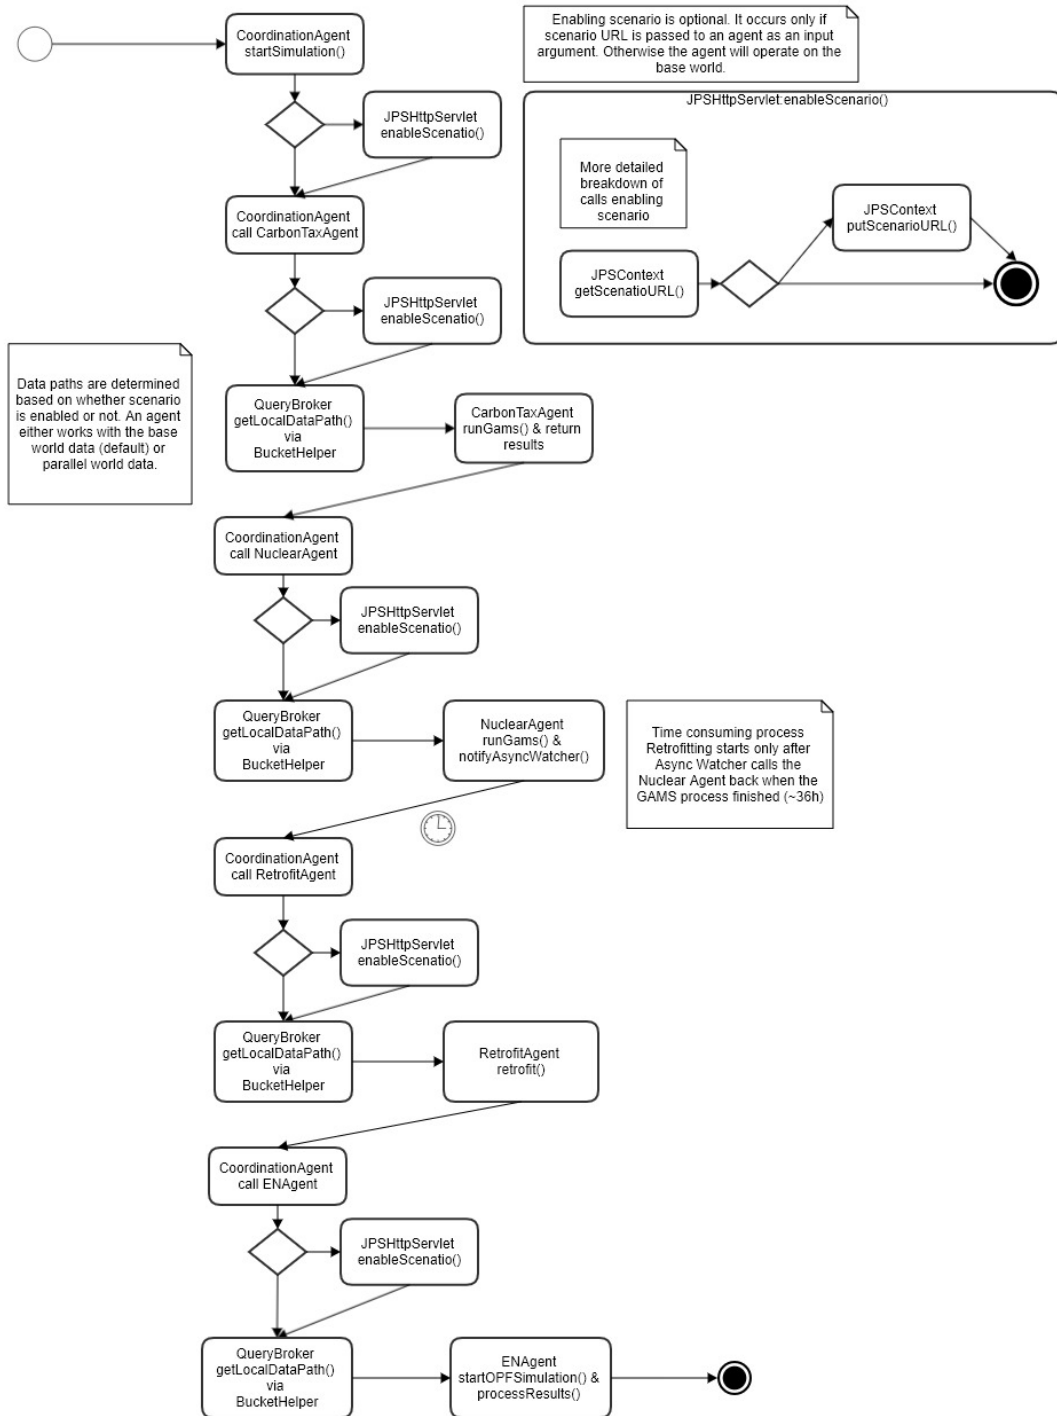 CoordinationAgent
startSimulation()
Enabling scenario is optional. It occurs only if
scenario URL is passed to an agent as an input
argument. Otherwise the agent will operate on the
base world.
JPSHttpServlet
enableScenatio()
JPSHttpServlet:enableScenario()
More detailed
breakdown of
calls enabling
scenario
JPSContext
putScenarioURL()
JPSContext
getScenatioURL()
CoordinationAgent
call CarbonTaxAgent
JPSHttpServlet
enableScenatio()
Data paths are determined
based on whether scenario
is enabled or not. An agent
either works with the base
world data (default) or
parallel world data.
QueryBroker
getLocalDataPath()
via
BucketHelper
CarbonTaxAgent
runGams() & return
results
CoordinationAgent
call NuclearAgent
JPSHttpServlet
enableScenatio()
QueryBroker
getLocalDataPath()
via
BucketHelper
NuclearAgent
runGams() &
notifyAsyncWatcher()
Time consuming process
Retrofitting starts only after
Async Watcher calls the
Nuclear Agent back when the
GAMS process finished (~36h)
CoordinationAgent
call RetrofitAgent
JPSHttpServlet
enableScenatio()
QueryBroker
getLocalDataPath()
via
BucketHelper
RetrofitAgent
retrofit()
CoordinationAgent
call ENAgent
JPSHttpServlet
enableScenatio()
QueryBroker
getLocalDataPath()
via
BucketHelper
ENAgent
startOPFSimulation() &
processResults()